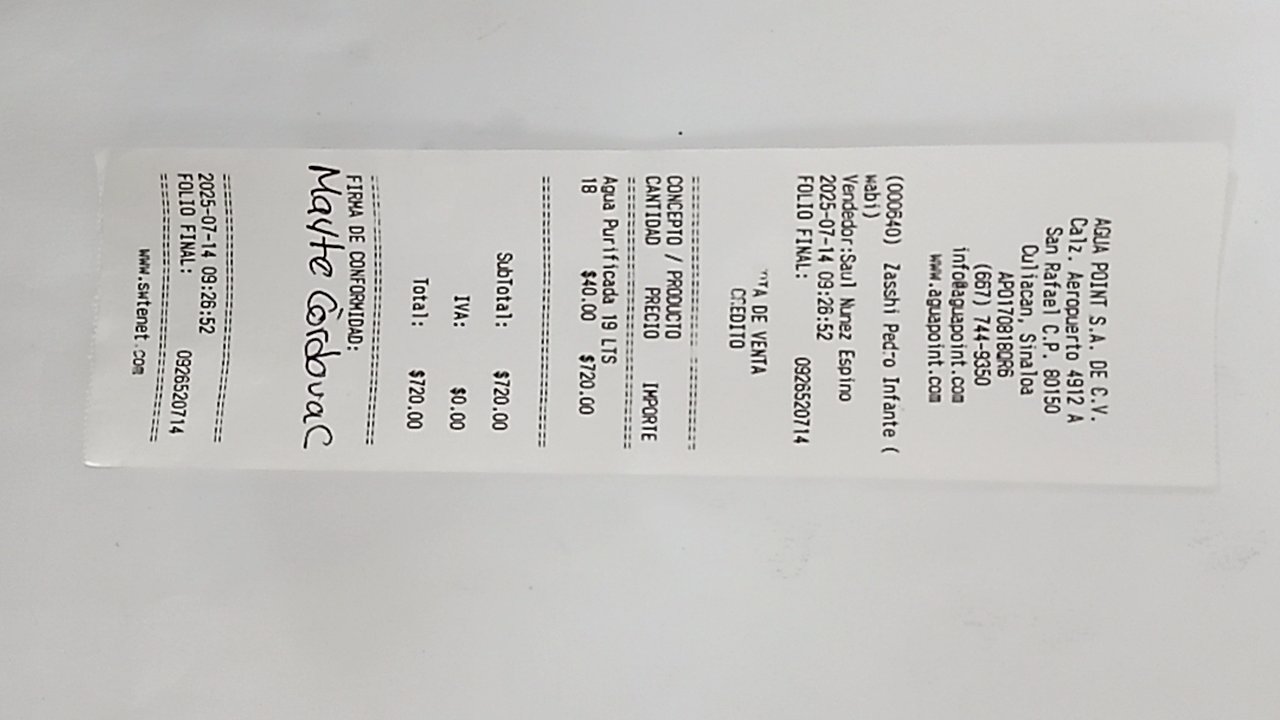 AGUA POINT S.A. DE C.V.
Calz. Aeropuerto 4912 A
San Rafael C.P. 80150
Culiacan, Sinaloa
APO170818QR6
(667) 744-9350
info@aguapoint.com
www.aguapoint.com
(000640) Zasshi Pedro Infante (
wabi)
Vendedor:Saul Nunez Espino
2025-07-14 09:26:52
FOLIO FINAL: 0926520714
DE VENTA
CREDITO
==============================
CONCEPTO / PRODUCTO
CANTIDAD PRECIO IMPORTE
==============================
Agua Purificada 19 LTS
18 $40.00 $720.00
==============================
SubTotal: $720.00
IVA: $0.00
Total: $720.00
==============================
FIRMA DE CONFORMIDAD:
Mayte Córdova C
==============================
2025-07-14 09:26:52
FOLIO FINAL: 0926520714
==============================
www.swtenet.com